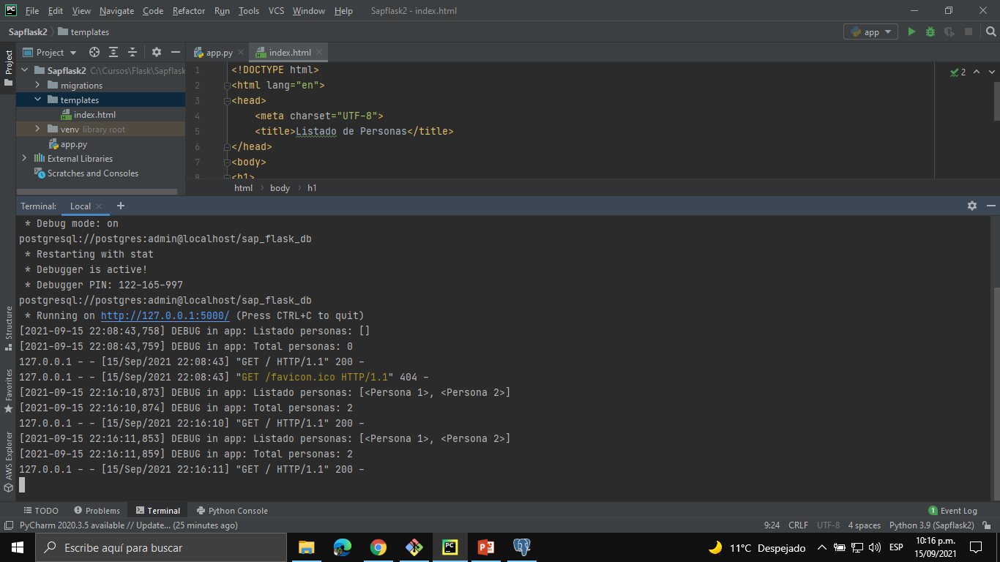 PC File Edit View Navigate Code Refactor Run Tools VCS Window Help Sapflask2 - index.html
Sapflask2 templates app
Project app.py index.html
Project
Sapflask2 C:\Cursos\Flask\Sapflask
migrations
templates
index.html
venv library root
app.py
External Libraries
Scratches and Consoles
1 <!DOCTYPE html>
2 <html lang="en">
3 <head>
4 <meta charset="UTF-8">
5 <title>Listado de Personas</title>
6 </head>
7 <body>
8 <h1>
2
html body h1
Terminal: Local
* Debug mode: on
postgresql://postgres:admin@localhost/sap_flask_db
* Restarting with stat
* Debugger is active!
* Debugger PIN: 122-165-997
postgresql://postgres:admin@localhost/sap_flask_db
* Running on http://127.0.0.1:5000/ (Press CTRL+C to quit)
[2021-09-15 22:08:43,758] DEBUG in app: Listado personas: []
[2021-09-15 22:08:43,759] DEBUG in app: Total personas: 0
127.0.0.1 - - [15/Sep/2021 22:08:43] "GET / HTTP/1.1" 200 -
127.0.0.1 - - [15/Sep/2021 22:08:43] "GET /favicon.ico HTTP/1.1" 404 -
[2021-09-15 22:16:10,873] DEBUG in app: Listado personas: [<Persona 1>, <Persona 2>]
[2021-09-15 22:16:10,874] DEBUG in app: Total personas: 2
127.0.0.1 - - [15/Sep/2021 22:16:10] "GET / HTTP/1.1" 200 -
[2021-09-15 22:16:11,853] DEBUG in app: Listado personas: [<Persona 1>, <Persona 2>]
[2021-09-15 22:16:11,859] DEBUG in app: Total personas: 2
127.0.0.1 - - [15/Sep/2021 22:16:11] "GET / HTTP/1.1" 200 -
Structure
Favorites
AWS Explorer
TODO Problems Terminal Python Console 1 Event Log
PyCharm 2020.3.5 available // Update... (25 minutes ago) 9:24 CRLF UTF-8 4 spaces Python 3.9 (Sapflask2)
Escribe aquí para buscar PC 11°C Despejado ESP 10:16 p.m.
15/09/2021